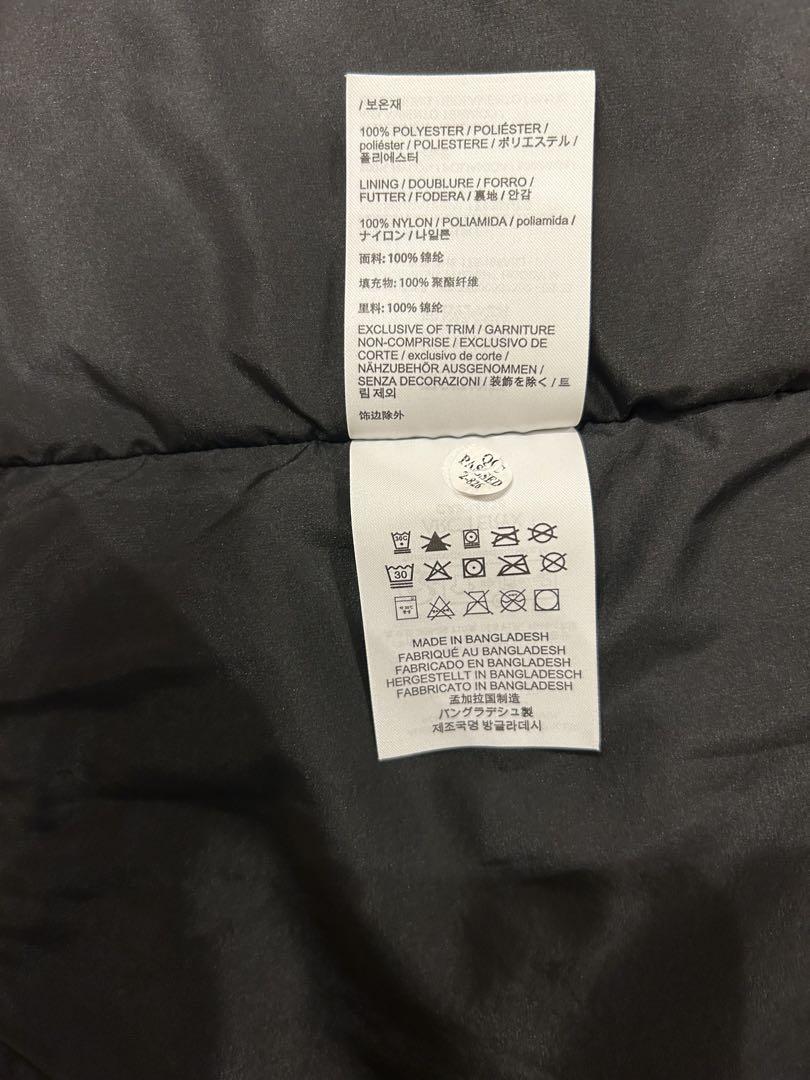 / 보온재
100% POLYESTER / POLIÉSTER /
poliéster / POLIESTERE / ポリエステル /
폴리에스터
LINING / DOUBLURE / FORRO /
FUTTER / FODERA / 裏地 / 안감
100% NYLON / POLIAMIDA / poliamida /
ナイロン / 나일론
面料: 100% 锦纶
填充物: 100% 聚酯纤维
里料: 100% 锦纶
EXCLUSIVE OF TRIM / GARNITURE
NON-COMPRISE / EXCLUSIVO DE
CORTE / exclusivo de corte /
NÄHZUBEHÖR AUSGENOMMEN /
SENZA DECORAZIONI / 装飾を除く / 트
림 제외
饰边除外
QC
PASSED
2-826
30C
30
MADE IN BANGLADESH
FABRIQUÉ AU BANGLADESH
FABRICADO EN BANGLADESH
HERGESTELLT IN BANGLADESCH
FABBRICATO IN BANGLADESH
孟加拉国制造
バングラデシュ製
제조국명 방글라데시